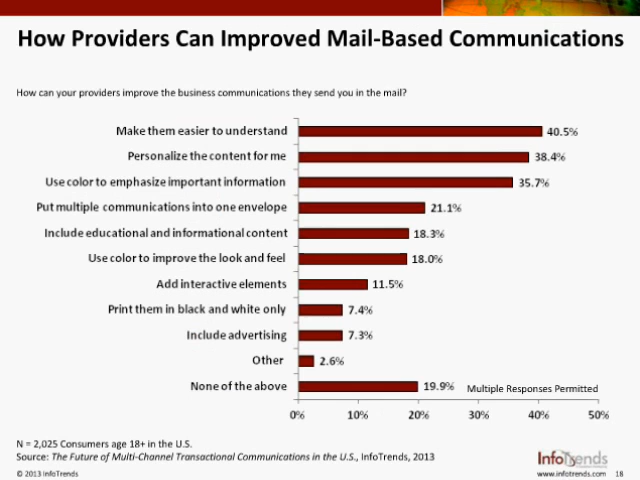 How Providers Can Improved Mail-Based Communications
How can your providers improve the business communications they send you in the mail?
Make them easier to understand 40.5%
Personalize the content for me 38.4%
Use color to emphasize important information 35.7%
Put multiple communications into one envelope 21.1%
Include educational and informational content 18.3%
Use color to improve the look and feel 18.0%
Add interactive elements 11.5%
Print them in black and white only 7.4%
Include advertising 7.3%
Other 2.6%
None of the above 19.9% Multiple Responses Permitted
0% 10% 20% 30% 40% 50%
N = 2,025 Consumers age 18+ in the U.S.
Source: The Future of Multi-Channel Transactional Communications in the U.S., InfoTrends, 2013
InfoTrends
© 2013 InfoTrends www.infotrends.com 18